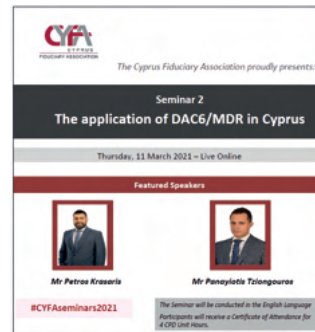 CYFA
CYPRUS
FIDUCIARY ASSOCIATION
The Cyprus Fiduciary Association proudly presents:
Seminar 2
The application of DAC6/MDR in Cyprus
Thursday, 11 March 2021 – Live Online
Featured Speakers
Mr Petros Krasaris
Mr Panayiotis Tziongouros
#CYFAseminars2021
The Seminar will be conducted in the English Language
Participants will receive a Certificate of Attendance for
4 CPD Unit Hours.